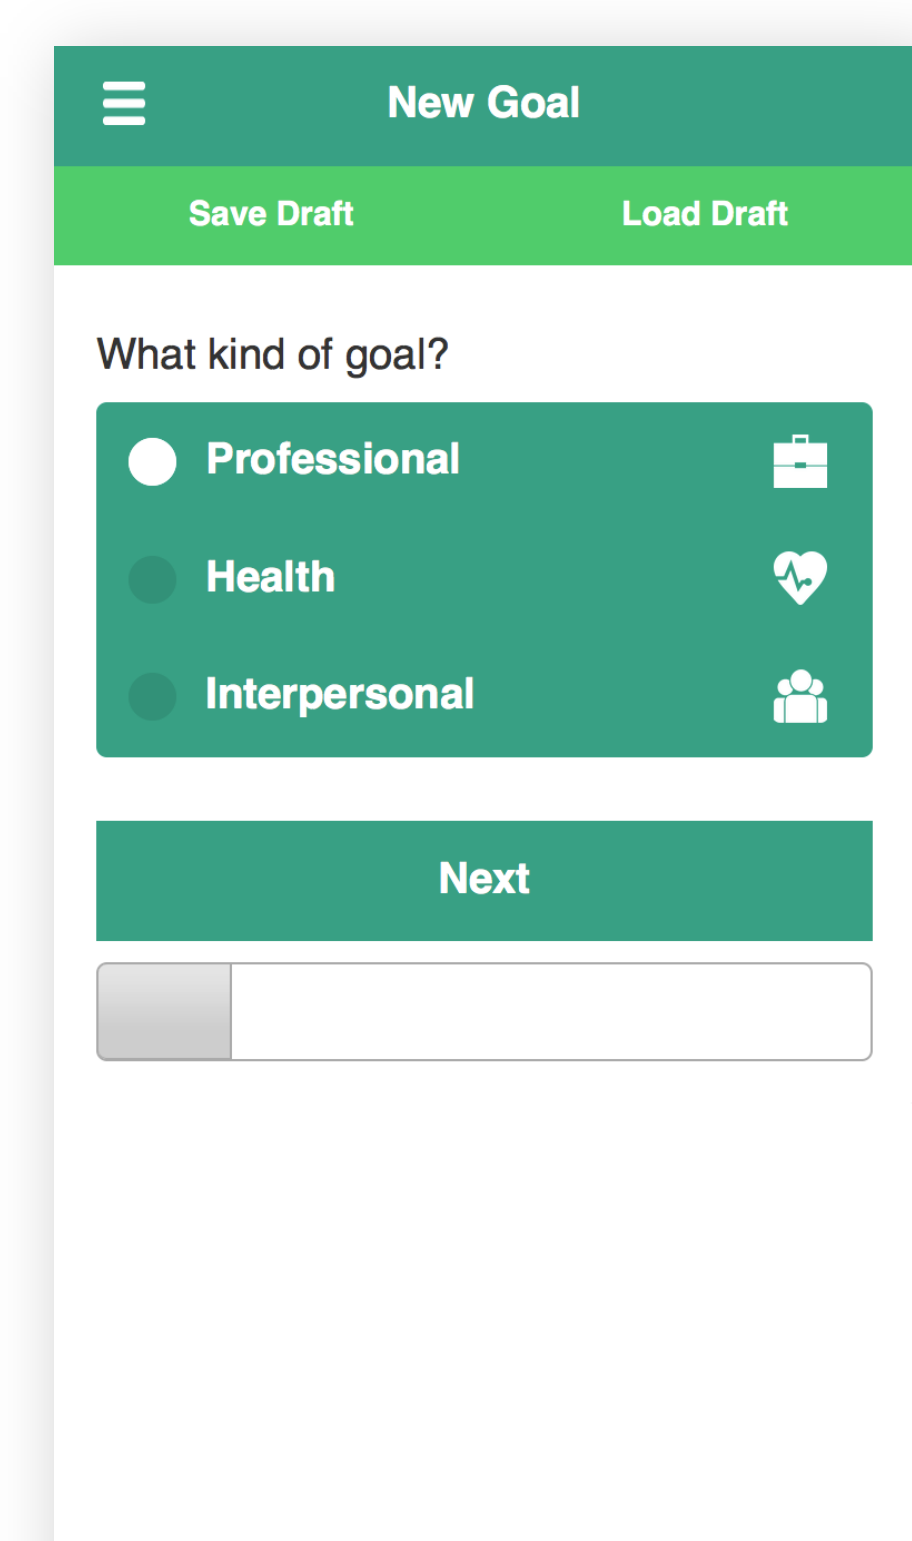 New Goal
Save Draft Load Draft
What kind of goal?
Professional
Health
Interpersonal
Next